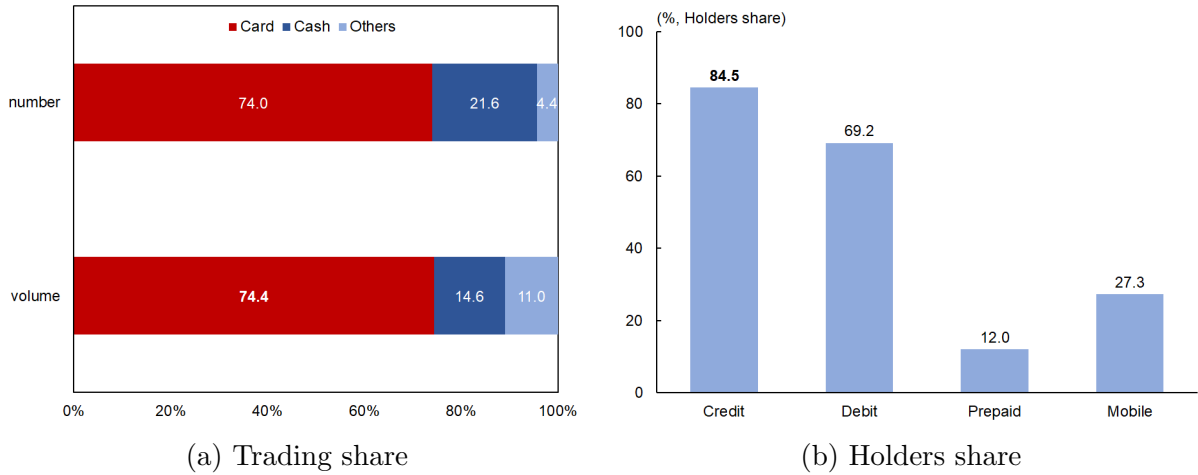 Card Cash Others
number
74.0 21.6 4.4
volume
74.4 14.6 11.0
0% 20% 40% 60% 80% 100%
(a) Trading share
(%, Holders share)
100
80
60
40
20
0
84.5
69.2
12.0
27.3
Credit Debit Prepaid Mobile
(b) Holders share